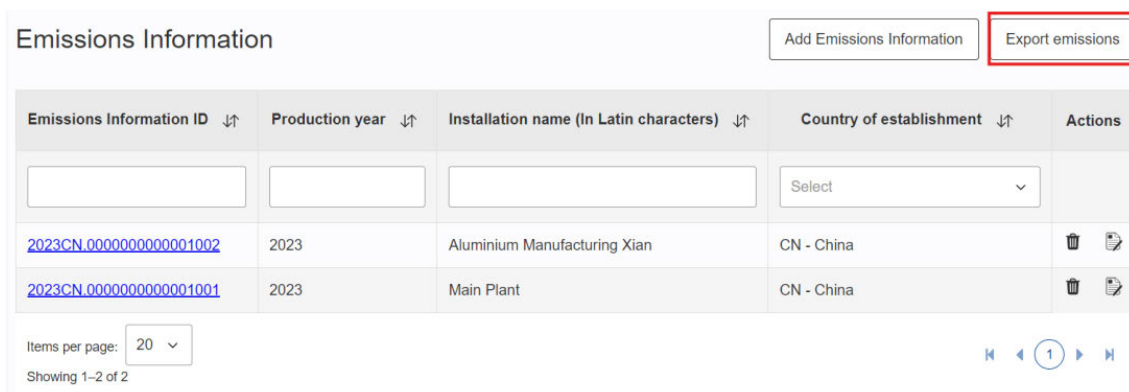 Emissions Information
Add Emissions Information
Export emissions
Emissions Information ID Production year Installation name (In Latin characters) Country of establishment Actions
Select
2023CN.0000000000001002 2023 Aluminium Manufacturing Xian CN - China
2023CN.0000000000001001 2023 Main Plant CN - China
Items per page: 20
1
Showing 1–2 of 2